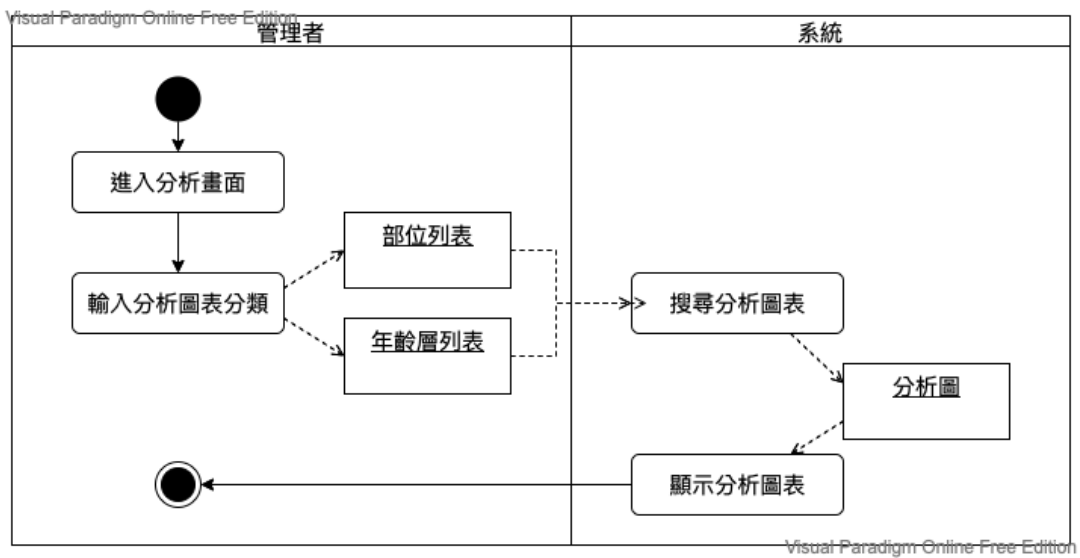 Visual Paradigm Online Free Edition
管理者
系統
進入分析畫面
輸入分析圖表分類
部位列表
年齡層列表
搜尋分析圖表
分析圖
顯示分析圖表
Visual Paradigm Online Free Edition